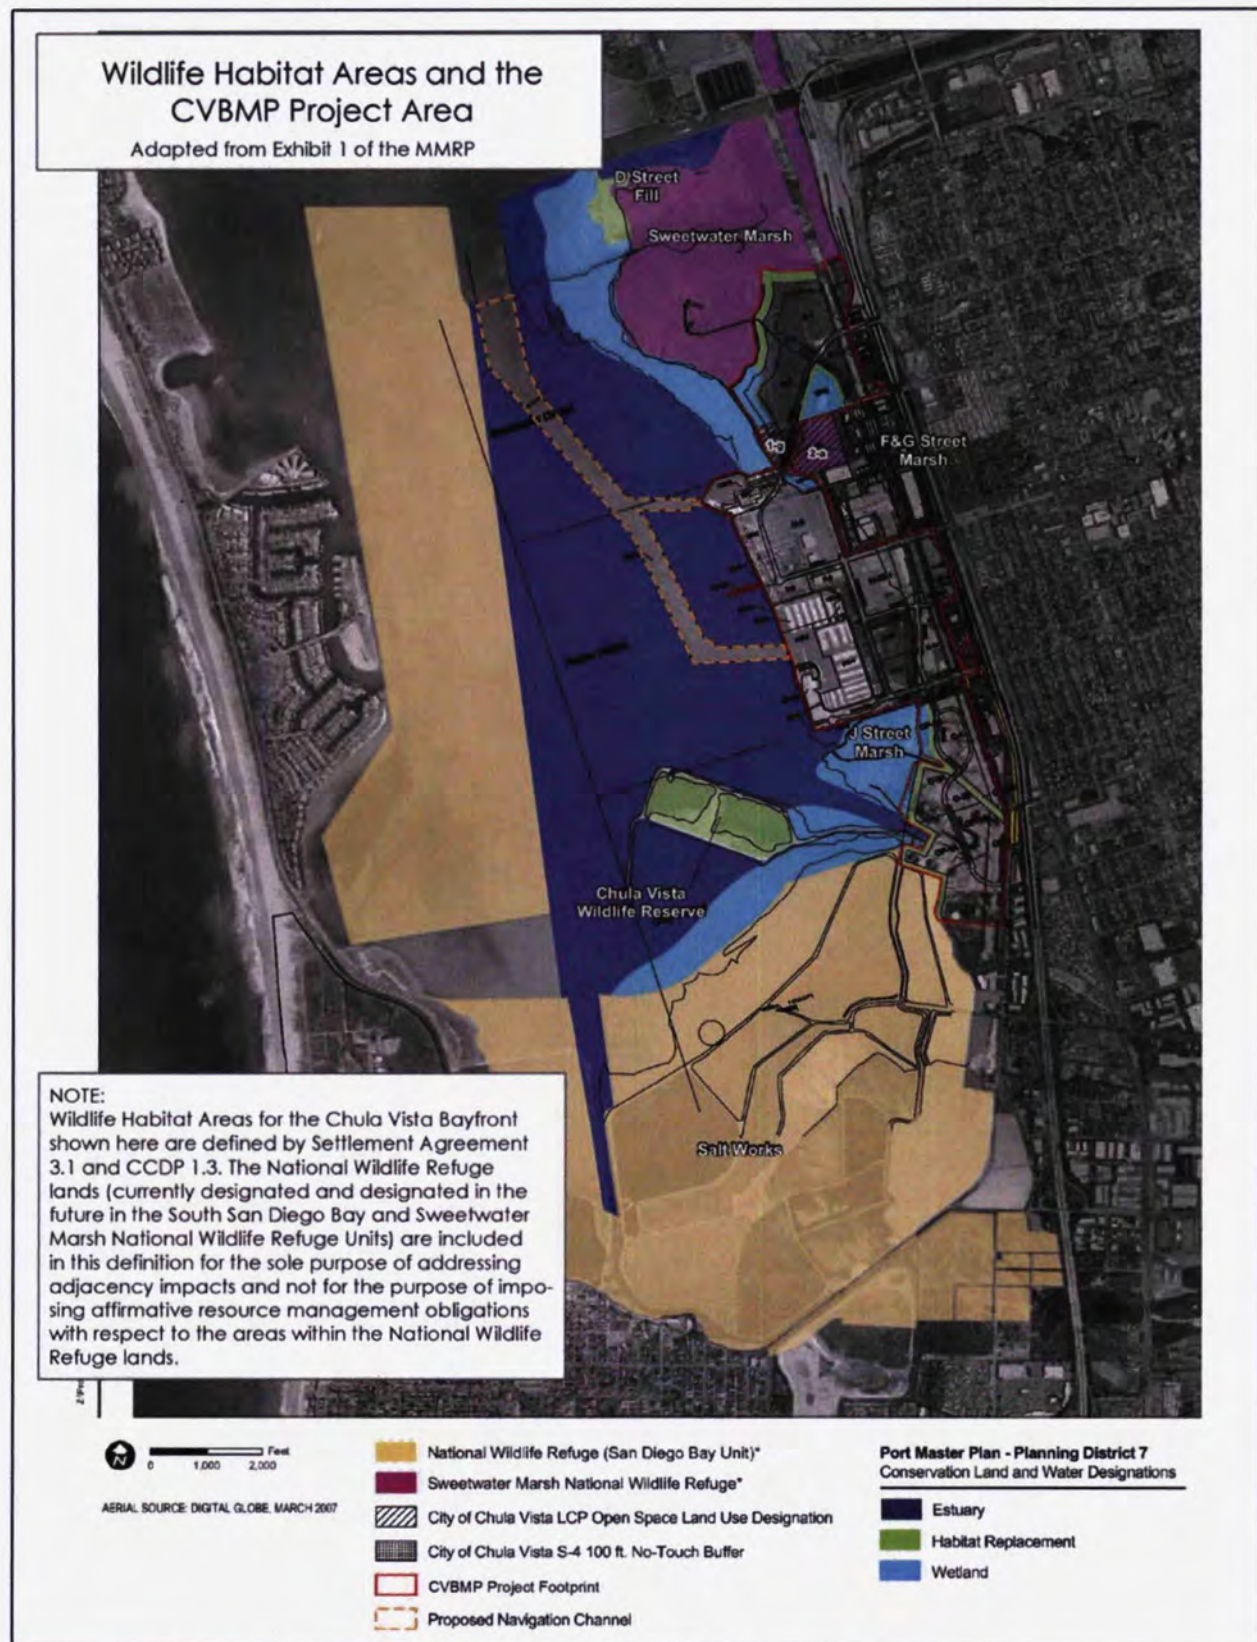 Wildlife Habitat Areas and the
CVBMP Project Area
Adapted from Exhibit 1 of the MMRP
D Street
Fill
Sweetwater Marsh
F&G Street
Marsh
1-g
2-a
J Street
Marsh
Chula Vista
Wildlife Reserve
Salt Works
NOTE:
Wildlife Habitat Areas for the Chula Vista Bayfront
shown here are defined by Settlement Agreement
3.1 and CCDP 1.3. The National Wildlife Refuge
lands (currently designated and designated in the
future in the South San Diego Bay and Sweetwater
Marsh National Wildlife Refuge Units) are included
in this definition for the sole purpose of addressing
adjacency impacts and not for the purpose of impo-
sing affirmative resource management obligations
with respect to the areas within the National Wildlife
Refuge lands.
N
Feet
0 1,000 2,000
AERIAL SOURCE: DIGITAL GLOBE, MARCH 2007
National Wildlife Refuge (San Diego Bay Unit)*
Sweetwater Marsh National Wildlife Refuge*
City of Chula Vista LCP Open Space Land Use Designation
City of Chula Vista S-4 100 ft. No-Touch Buffer
CVBMP Project Footprint
Proposed Navigation Channel
Port Master Plan - Planning District 7
Conservation Land and Water Designations
Estuary
Habitat Replacement
Wetland